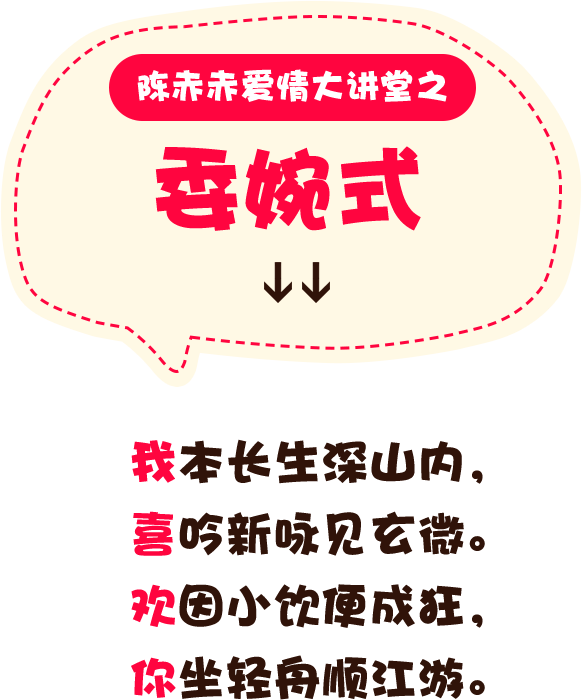 陈赤赤爱情大讲堂之
委婉式
↓↓
我本长生深山内，
喜吟新咏见玄微。
欢因小饮便成狂，
你坐轻舟顺江游。